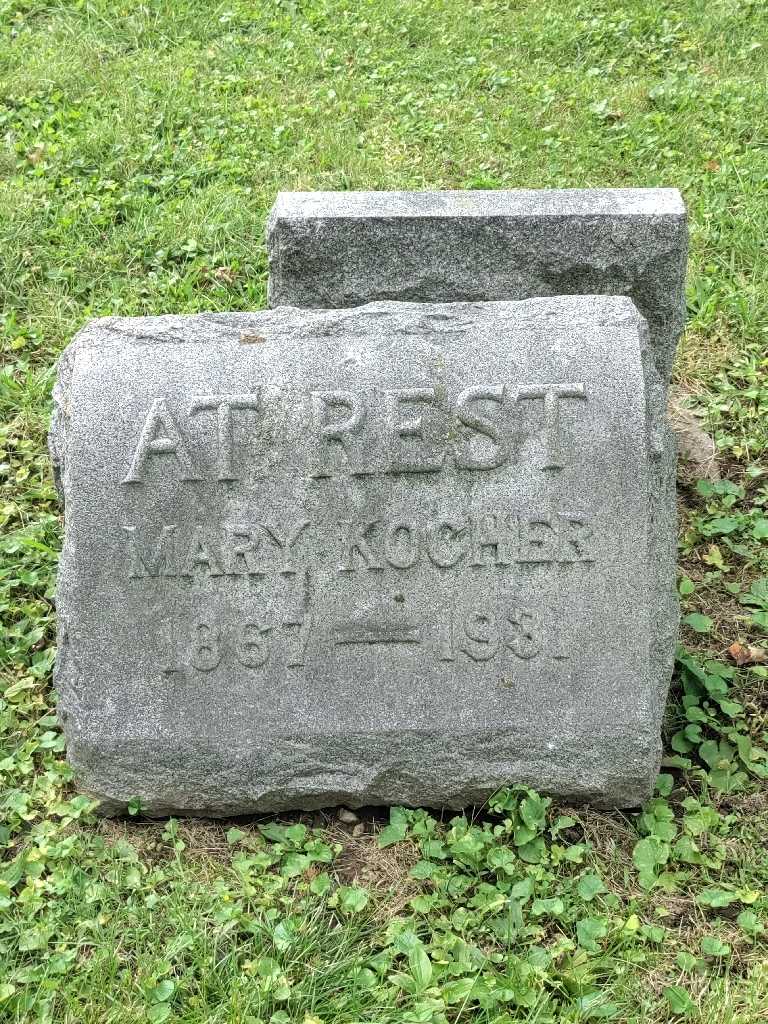 AT REST
MARY KOCHER
1867 — 1931